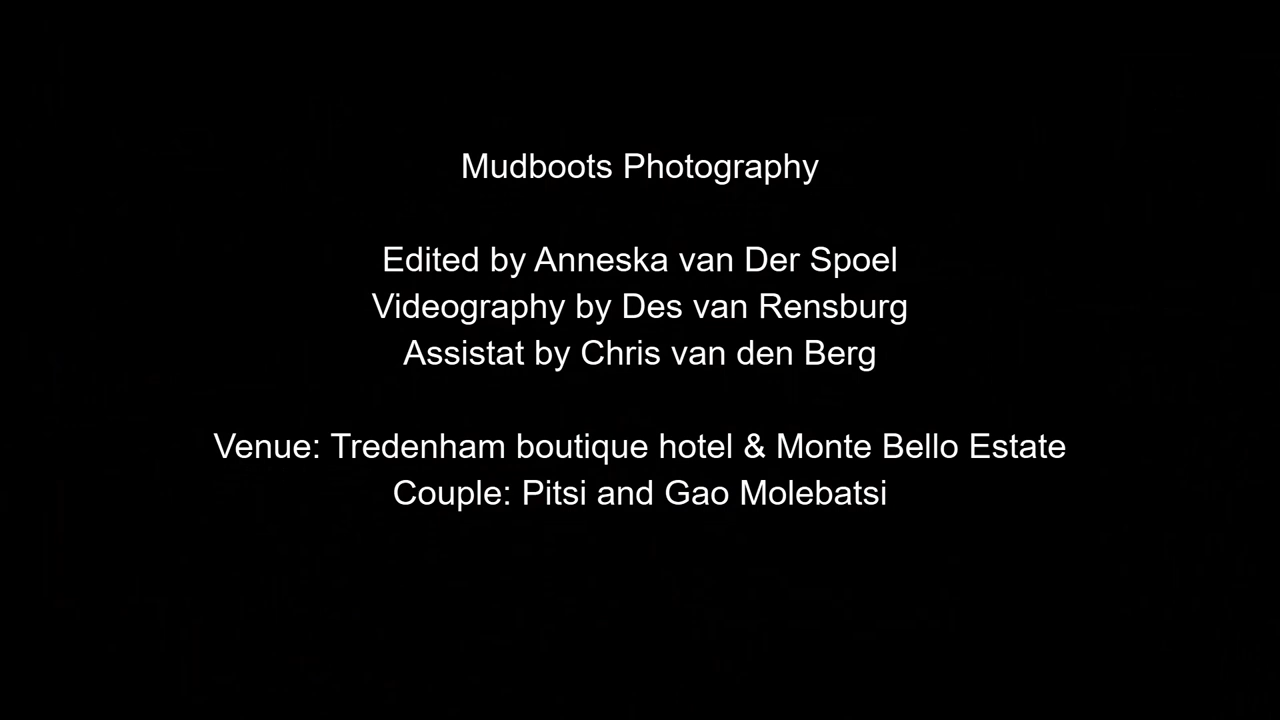 Mudboots Photography
Edited by Anneska van Der Spoel
Videography by Des van Rensburg
Assistat by Chris van den Berg
Venue: Tredenham boutique hotel & Monte Bello Estate
Couple: Pitsi and Gao Molebatsi